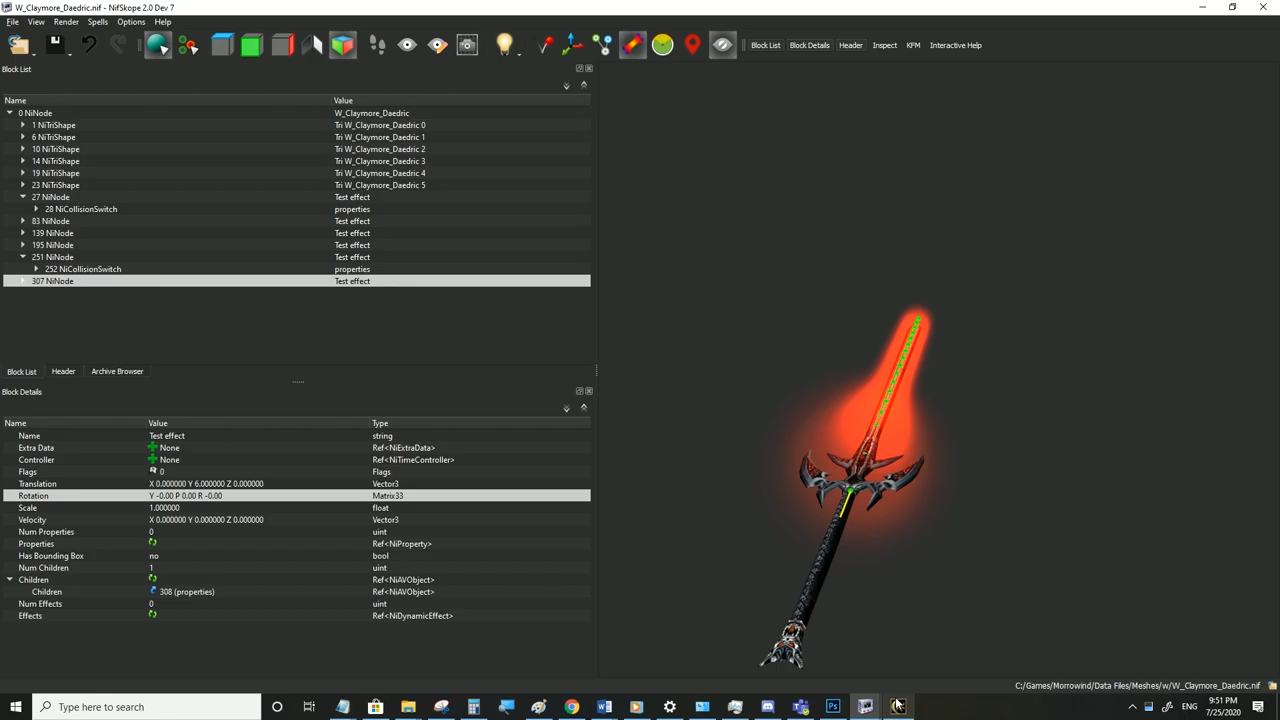 W_Claymore_Daedric.nif - NifSkope 2.0 Dev 7
File View Render Spells Options Help
Block List Block Details Header Inspect KFM Interactive Help
Block List
Name Value
0 NiNode W_Claymore_Daedric
1 NiTriShape Tri W_Claymore_Daedric 0
6 NiTriShape Tri W_Claymore_Daedric 1
10 NiTriShape Tri W_Claymore_Daedric 2
14 NiTriShape Tri W_Claymore_Daedric 3
19 NiTriShape Tri W_Claymore_Daedric 4
23 NiTriShape Tri W_Claymore_Daedric 5
27 NiNode Test effect
28 NiCollisionSwitch properties
83 NiNode Test effect
139 NiNode Test effect
195 NiNode Test effect
251 NiNode Test effect
252 NiCollisionSwitch properties
307 NiNode Test effect
Block List Header Archive Browser
Block Details
Name Value Type
Name Test effect string
Extra Data None Ref<NiExtraData>
Controller None Ref<NiTimeController>
Flags 0 Flags
Translation X 0.000000 Y 6.000000 Z 0.000000 Vector3
Rotation Y -0.00 P 0.00 R -0.00 Matrix33
Scale 1.000000 float
Velocity X 0.000000 Y 0.000000 Z 0.000000 Vector3
Num Properties 0 uint
Properties Ref<NiProperty>
Has Bounding Box no bool
Num Children 1 uint
Children Ref<NiAVObject>
Children 308 (properties) Ref<NiAVObject>
Num Effects 0 uint
Effects Ref<NiDynamicEffect>
C:/Games/Morrowind/Data Files/Meshes/w/W_Claymore_Daedric.nif
Type here to search
ENG
9:51 PM
7/25/2020